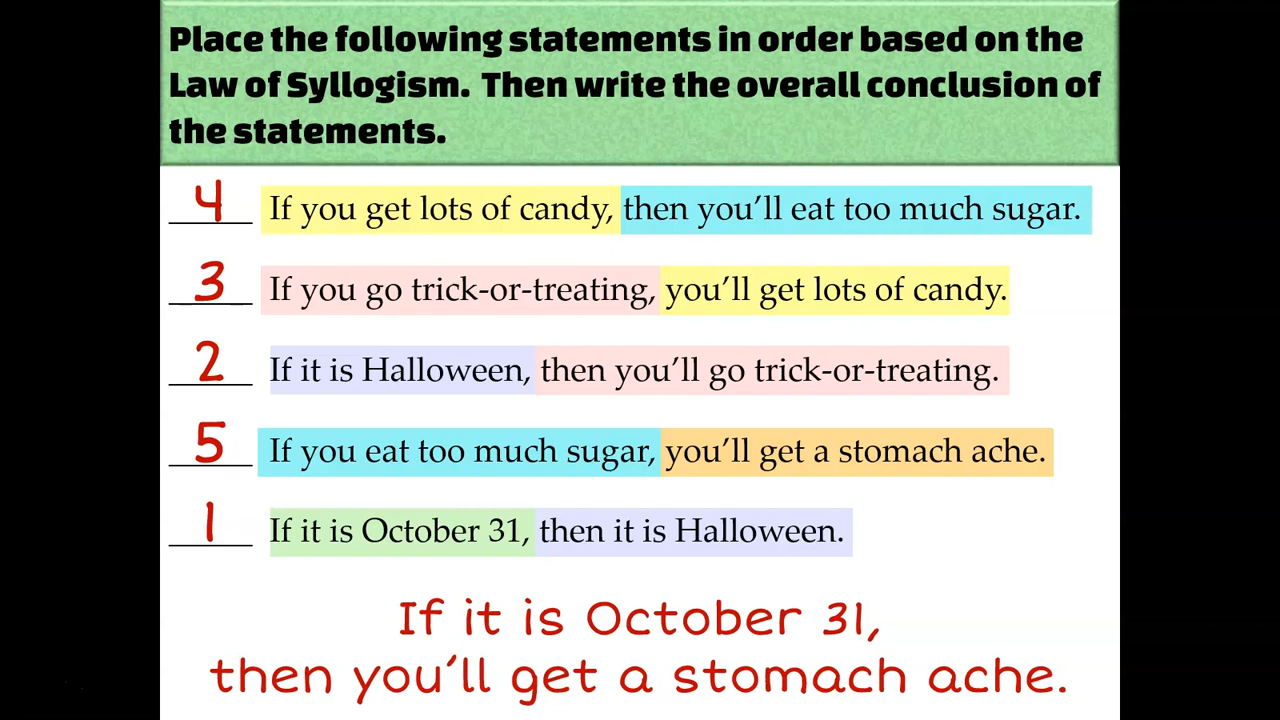 Place the following statements in order based on the
Law of Syllogism. Then write the overall conclusion of
the statements.
4 If you get lots of candy, then you'll eat too much sugar.
3 If you go trick-or-treating, you'll get lots of candy.
2 If it is Halloween, then you'll go trick-or-treating.
5 If you eat too much sugar, you'll get a stomach ache.
1 If it is October 31, then it is Halloween.
If it is October 31,
then you'll get a stomach ache.